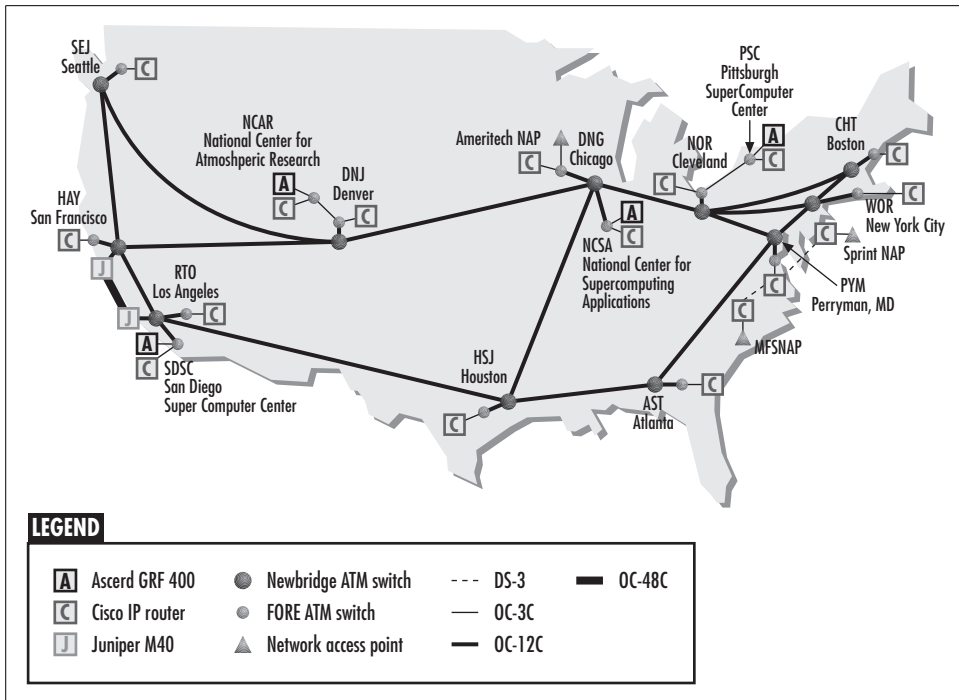 SEJ
Seattle
C
NCAR
National Center for
Atmoshperic Research
A
C
DNJ
Denver
C
HAY
San Francisco
C
J
RTO
Los Angeles
J
C
A
C
SDSC
San Diego
Super Computer Center
Ameritech NAP
C
DNG
Chicago
A
C
NCSA
National Center for
Supercomputing
Applications
NOR
Cleveland
C
PSC
Pittsburgh
SuperComputer
Center
A
C
CHT
Boston
C
C
WOR
New York City
C
Sprint NAP
C
PYM
Perryman, MD
C
MFSNAP
HSJ
Houston
C
AST
Atlanta
C
LEGEND
A Ascerd GRF 400
C Cisco IP router
J Juniper M40
Newbridge ATM switch
FORE ATM switch
Network access point
DS-3
OC-3C
OC-12C
OC-48C